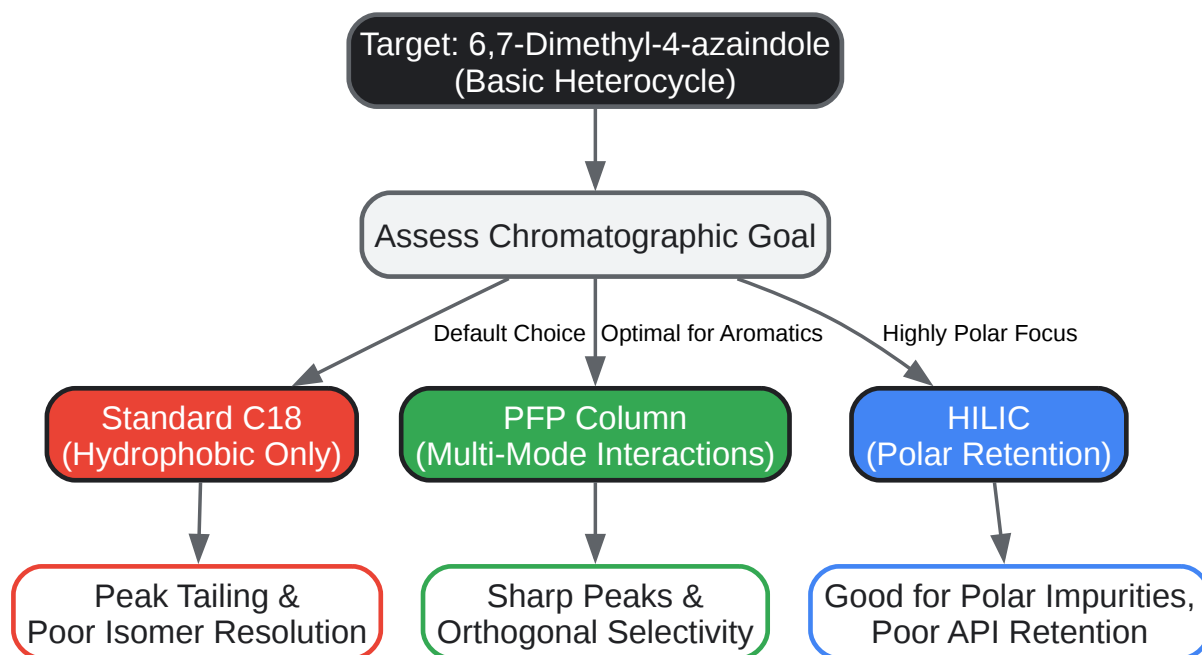 Target: 6,7-Dimethyl-4-azaindole
(Basic Heterocycle)
Assess Chromatographic Goal
Default Choice
Optimal for Aromatics
Highly Polar Focus
Standard C18
(Hydrophobic Only)
PFP Column
(Multi-Mode Interactions)
HILIC
(Polar Retention)
Peak Tailing &
Poor Isomer Resolution
Sharp Peaks &
Orthogonal Selectivity
Good for Polar Impurities,
Poor API Retention